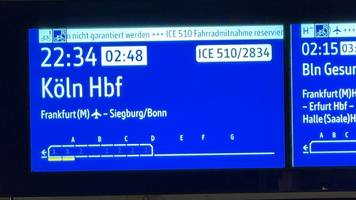 n nicht garantiert werden +++ ICE 510 Fahrradmitnahme reservier
22:34 02:48 ICE 510/2834
Köln Hbf
Frankfurt(M) – Siegburg/Bonn
A B C D E F G
H
02:15 03
Bln Gesun
Frankfurt(M)H
– Erfurt Hbf –
Halle(Saale)H
A B C